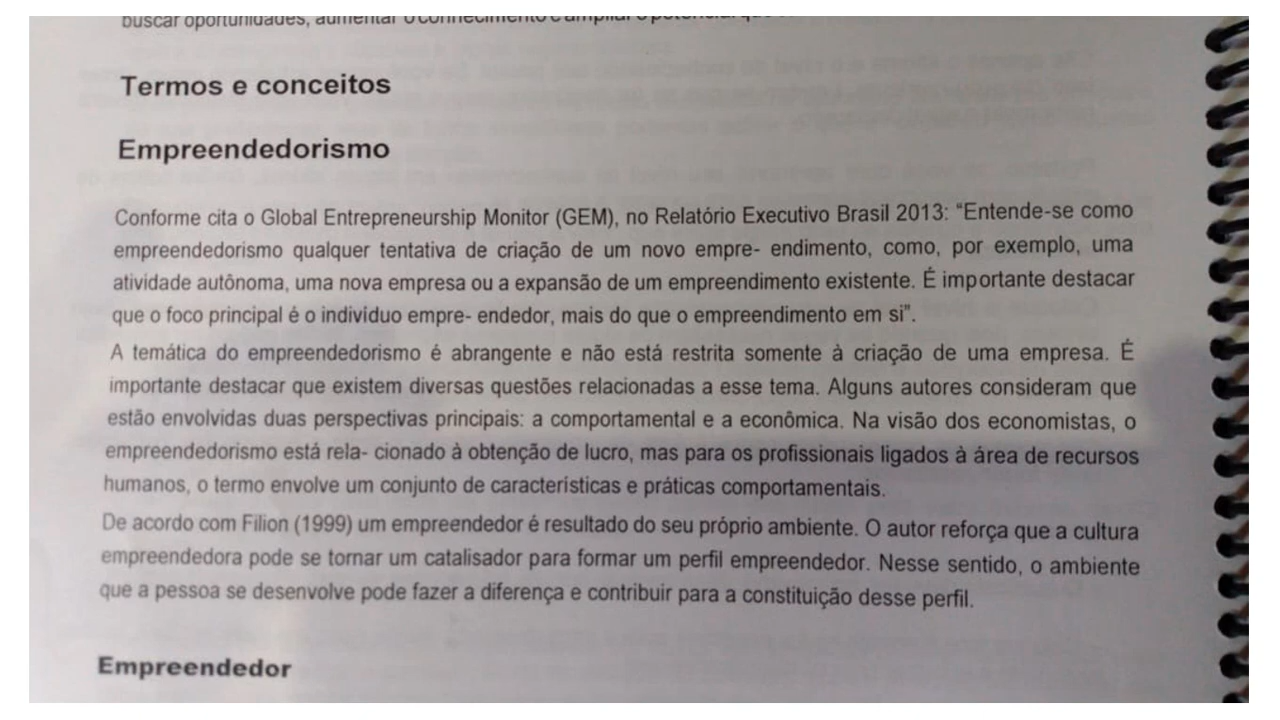 buscar oportunidades, aumentar o conhecimento e ampliar o potencial que
Termos e conceitos
Empreendedorismo
Conforme cita o Global Entrepreneurship Monitor (GEM), no Relatório Executivo Brasil 2013: “Entende-se como
empreendedorismo qualquer tentativa de criação de um novo empre- endimento, como, por exemplo, uma
atividade autônoma, uma nova empresa ou a expansão de um empreendimento existente. É importante destacar
que o foco principal é o indivíduo empre- endedor, mais do que o empreendimento em si”.
A temática do empreendedorismo é abrangente e não está restrita somente à criação de uma empresa. É
importante destacar que existem diversas questões relacionadas a esse tema. Alguns autores consideram que
estão envolvidas duas perspectivas principais: a comportamental e a econômica. Na visão dos economistas, o
empreendedorismo está rela- cionado à obtenção de lucro, mas para os profissionais ligados à área de recursos
humanos, o termo envolve um conjunto de características e práticas comportamentais.
De acordo com Filion (1999) um empreendedor é resultado do seu próprio ambiente. O autor reforça que a cultura
empreendedora pode se tornar um catalisador para formar um perfil empreendedor. Nesse sentido, o ambiente
que a pessoa se desenvolve pode fazer a diferença e contribuir para a constituição desse perfil.
Empreendedor